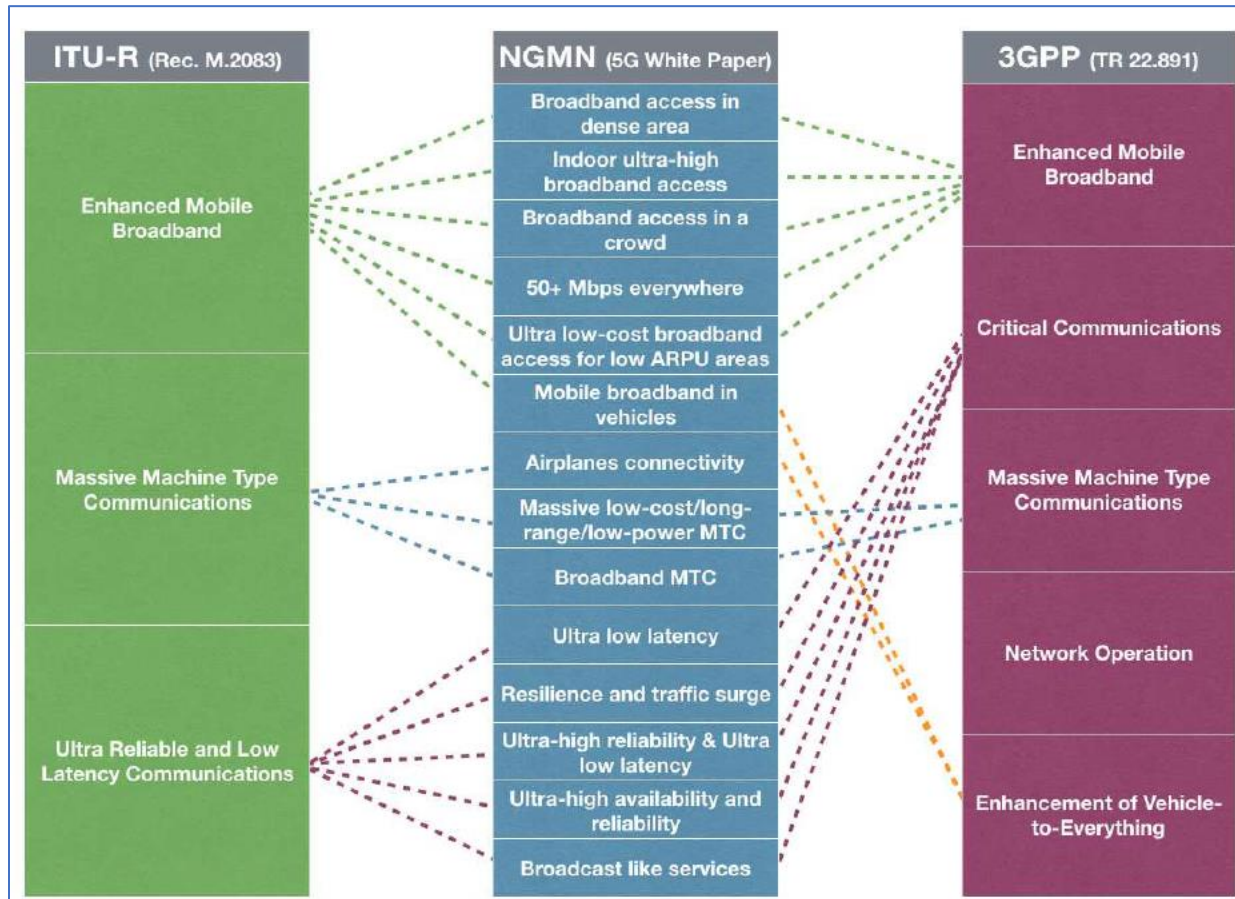 ITU-R (Rec. M.2083)
Enhanced Mobile
Broadband
Massive Machine Type
Communications
Ultra Reliable and Low
Latency Communications
NGMN (5G White Paper)
Broadband access in
dense area
Indoor ultra-high
broadband access
Broadband access in a
crowd
50+ Mbps everywhere
Ultra low-cost broadband
access for low ARPU areas
Mobile broadband in
vehicles
Airplanes connectivity
Massive low-cost/long-
range/low-power MTC
Broadband MTC
Ultra low latency
Resilience and traffic surge
Ultra-high reliability & Ultra
low latency
Ultra-high availability and
reliability
Broadcast like services
3GPP (TR 22.891)
Enhanced Mobile
Broadband
Critical Communications
Massive Machine Type
Communications
Network Operation
Enhancement of Vehicle-
to-Everything